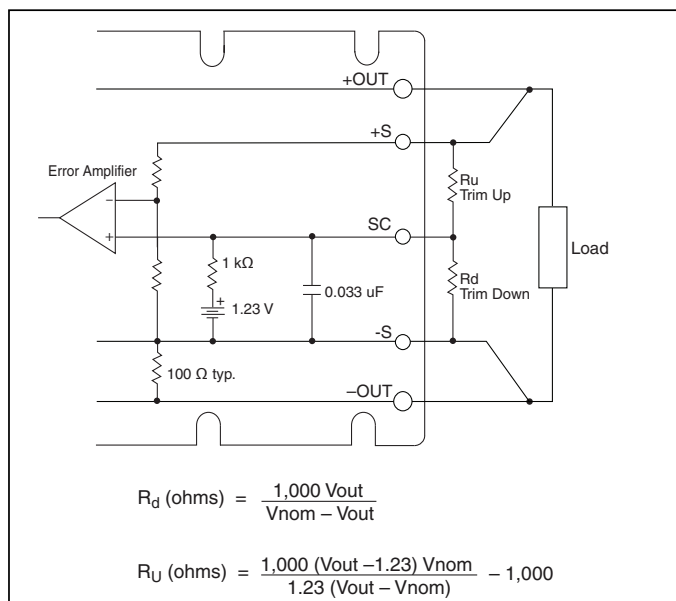 +OUT
+S
Error Amplifier
Ru
Trim Up
−
+
SC
Load
1 kΩ
Rd
Trim Down
0.033 uF
+
1.23 V
-S
100 Ω typ.
–OUT
Rd (ohms) = 1,000 Vout / Vnom – Vout
RU (ohms) = 1,000 (Vout –1.23) Vnom / 1.23 (Vout – Vnom) – 1,000